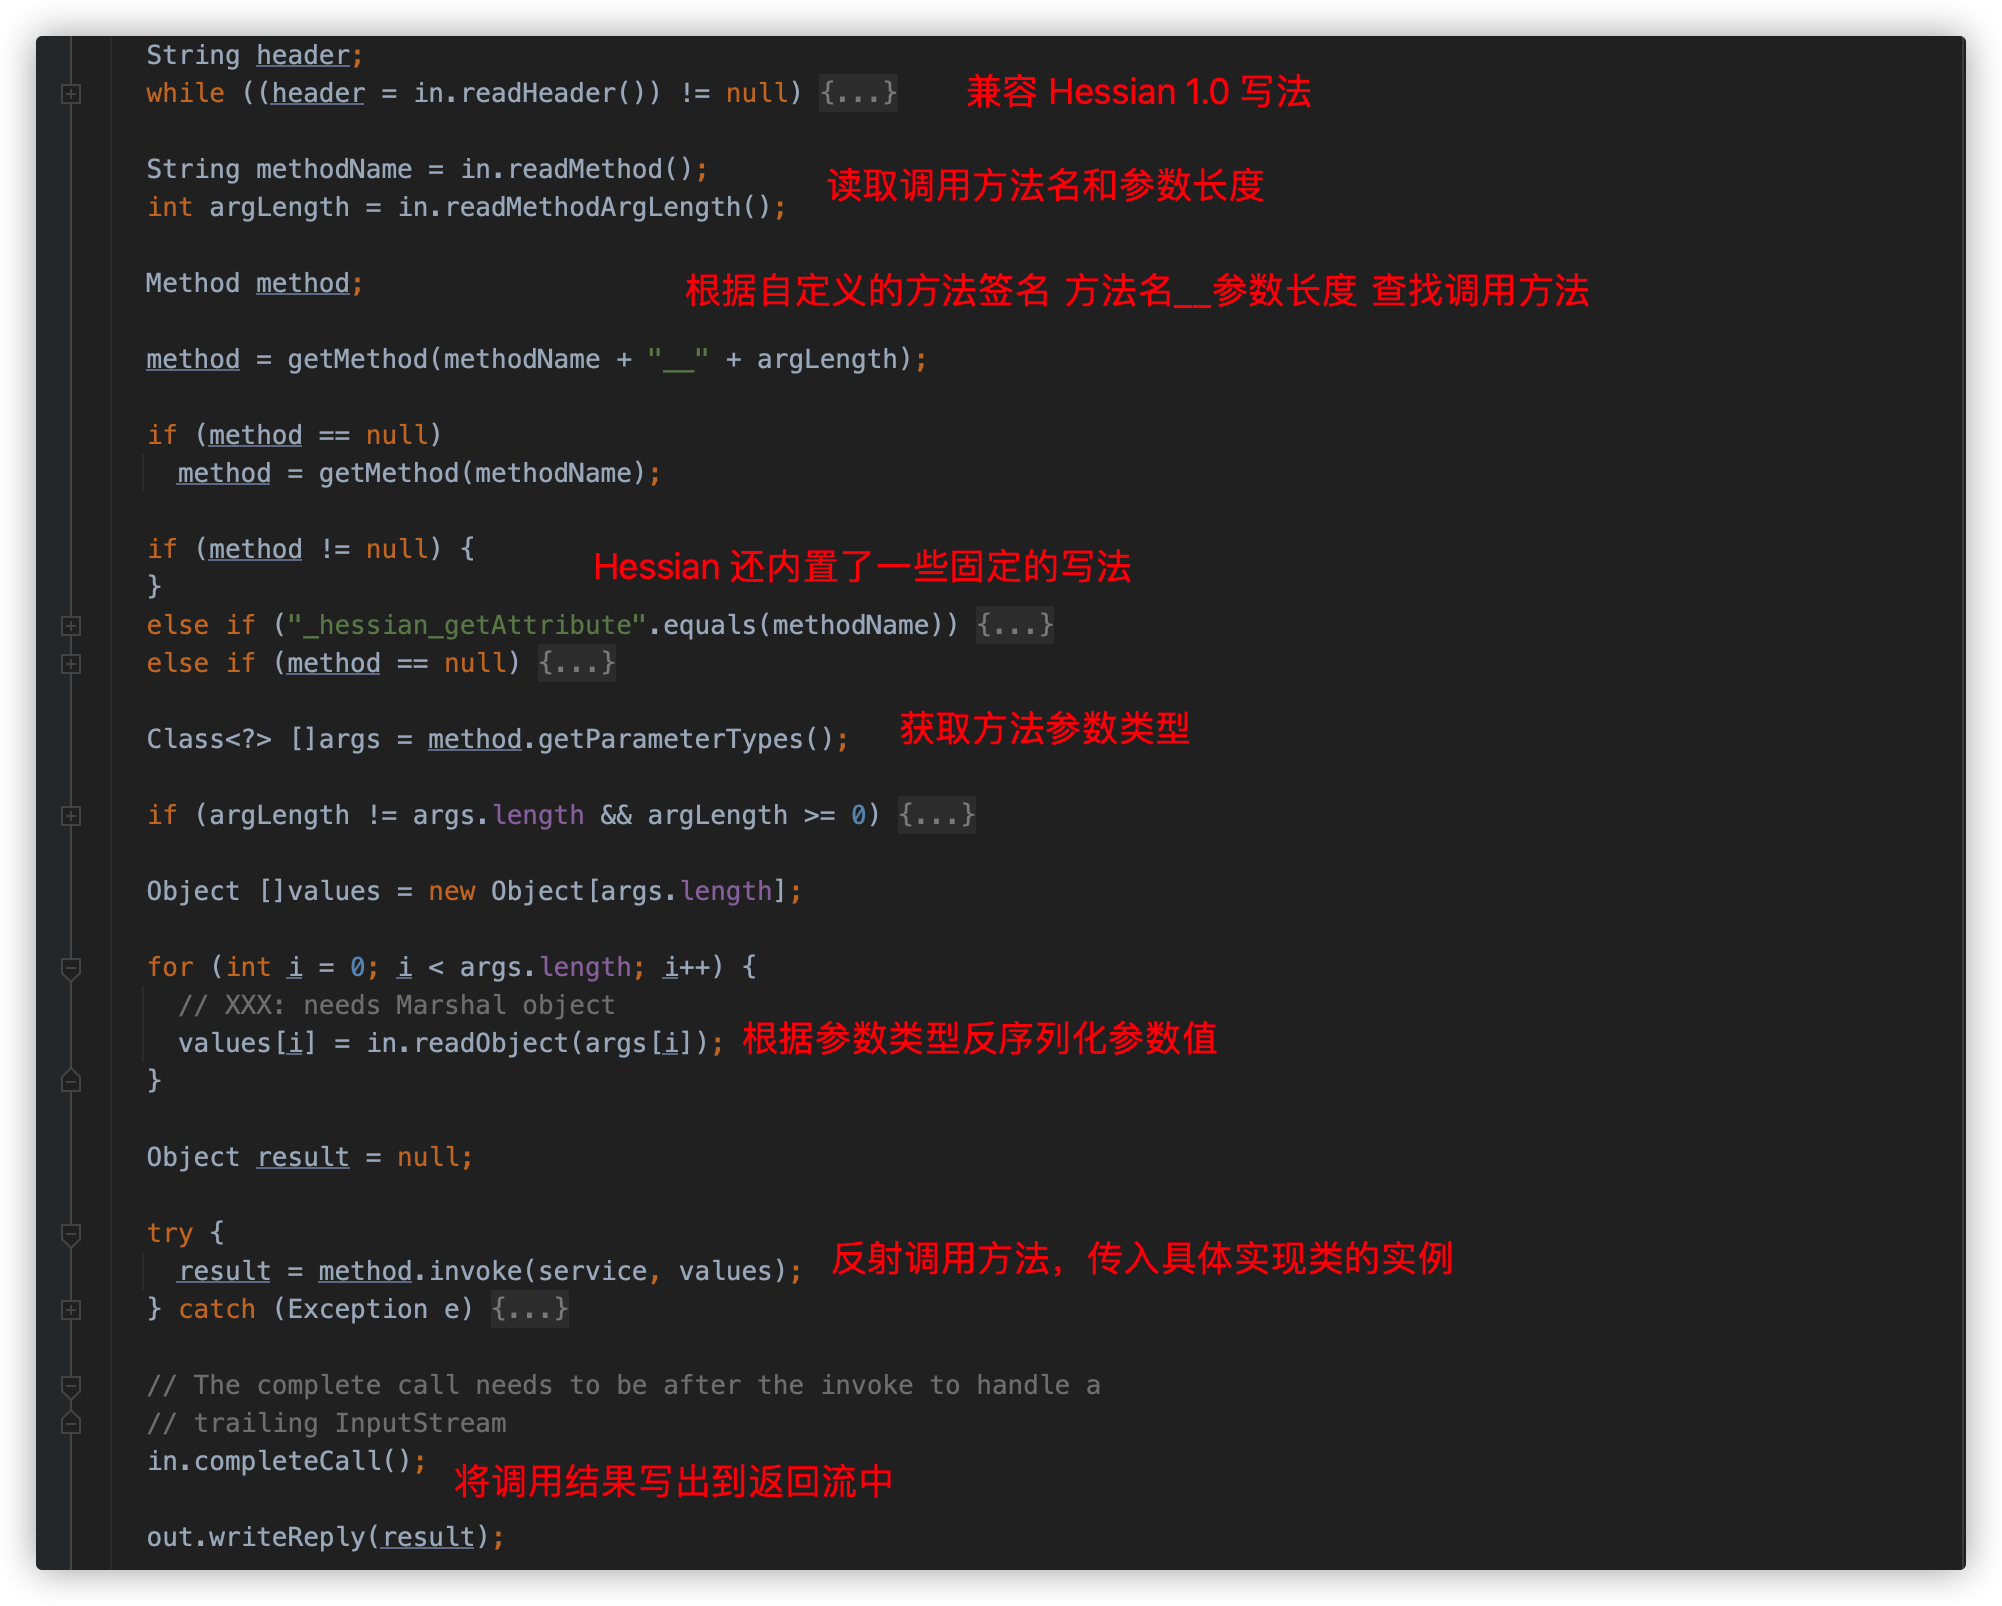 String header;
while ((header = in.readHeader()) != null) {...} 兼容 Hessian 1.0 写法
String methodName = in.readMethod();
读取调用方法名和参数长度
int argLength = in.readMethodArgLength();
Method method;
根据自定义的方法签名 方法名__参数长度 查找调用方法
method = getMethod(methodName + "__" + argLength);
if (method == null)
method = getMethod(methodName);
if (method != null) {
Hessian 还内置了一些固定的写法
}
else if ("_hessian_getAttribute".equals(methodName)) {...}
else if (method == null) {...}
Class<?> []args = method.getParameterTypes(); 获取方法参数类型
if (argLength != args.length && argLength >= 0) {...}
Object []values = new Object[args.length];
for (int i = 0; i < args.length; i++) {
// XXX: needs Marshal object
values[i] = in.readObject(args[i]); 根据参数类型反序列化参数值
}
Object result = null;
try {
result = method.invoke(service, values); 反射调用方法，传入具体实现类的实例
} catch (Exception e) {...}
// The complete call needs to be after the invoke to handle a
// trailing InputStream
in.completeCall();
将调用结果写出到返回流中
out.writeReply(result);